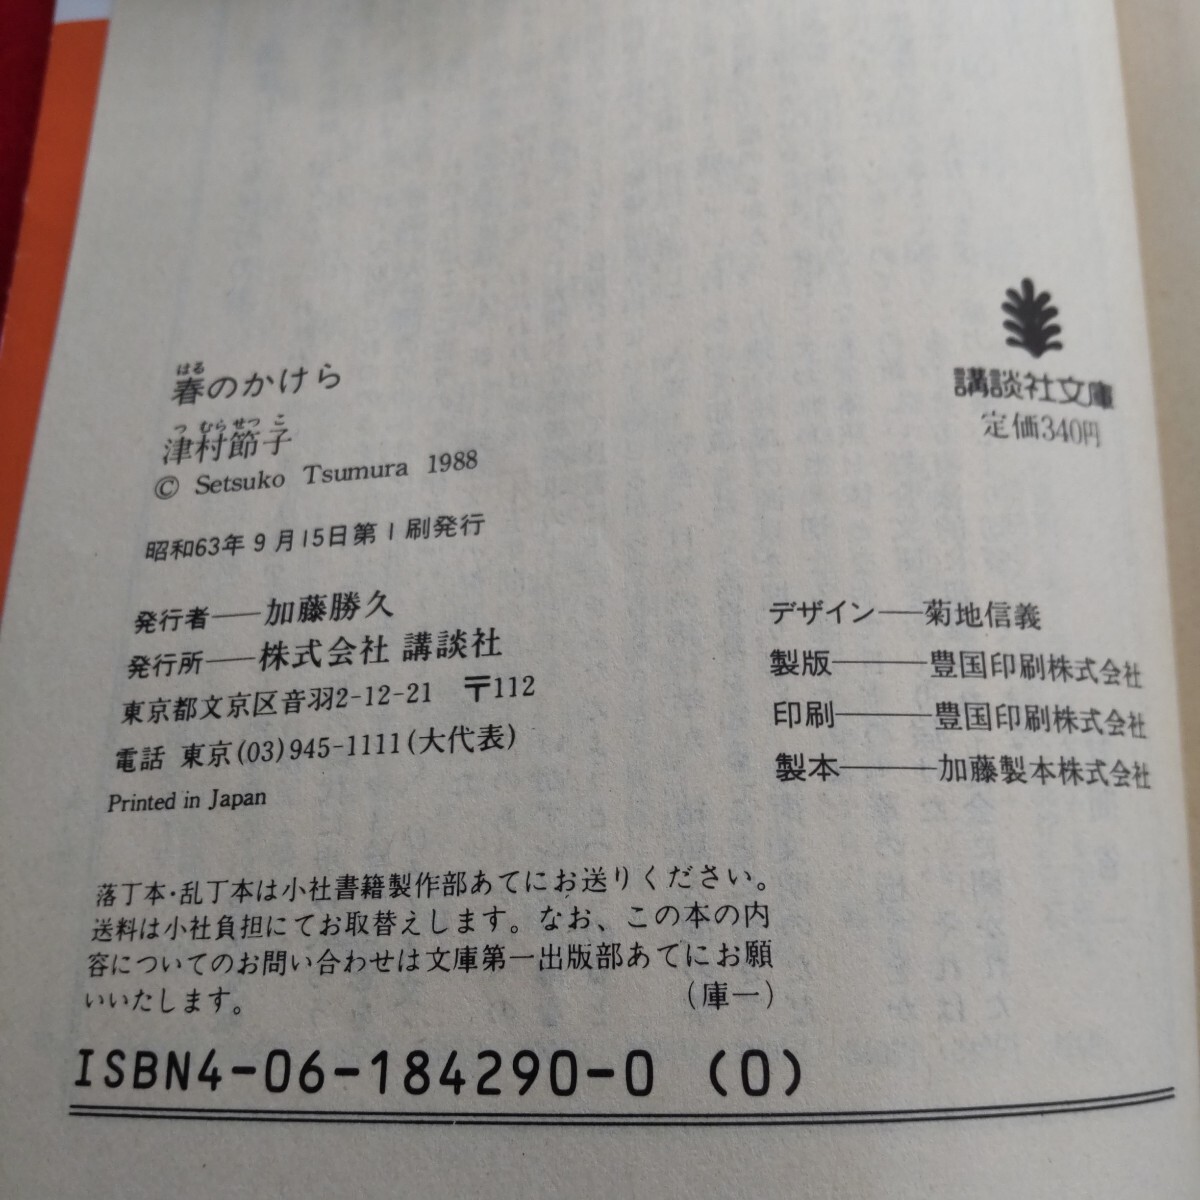 講談社文庫
定価340円
はる
春のかけら
つ むら せつ こ
津村節子
© Setsuko Tsumura 1988
昭和63年9月15日第1刷発行
発行者——加藤勝久
発行所——株式会社 講談社
東京都文京区音羽2-12-21 〒112
電話 東京(03)945-1111(大代表)
Printed in Japan
デザイン——菊地信義
製版————豊国印刷株式会社
印刷————豊国印刷株式会社
製本————加藤製本株式会社
落丁本・乱丁本は小社書籍製作部あてにお送りください。
送料は小社負担にてお取替えします。なお、この本の内
容についてのお問い合わせは文庫第一出版部あてにお願
いいたします。 (庫一)
ISBN4-06-184290-0 (0)